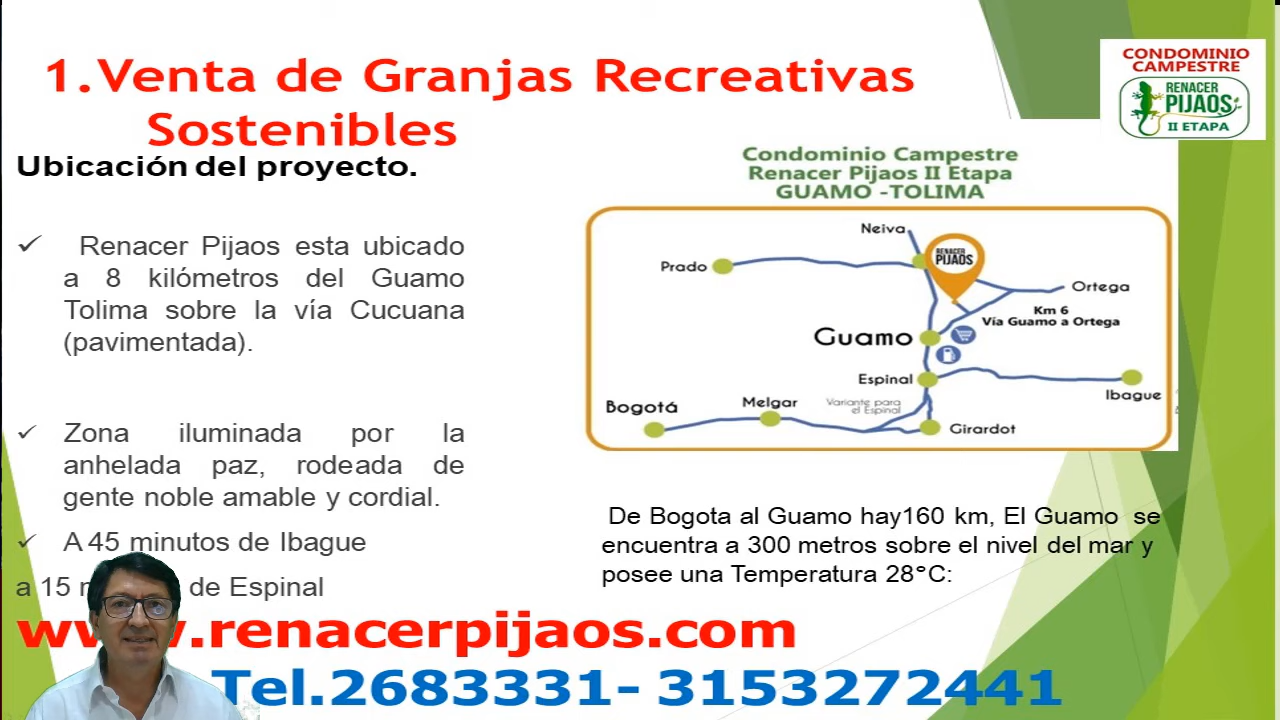 1.Venta de Granjas Recreativas
Sostenibles
Ubicación del proyecto.
Renacer Pijaos esta ubicado
a 8 kilómetros del Guamo
Tolima sobre la vía Cucuana
(pavimentada).
Zona iluminada por la
anhelada paz, rodeada de
gente noble amable y cordial.
A 45 minutos de Ibague
a 15 de Espinal
CONDOMINIO
CAMPESTRE
RENACER
PIJAOS
II ETAPA
Condominio Campestre
Renacer Pijaos II Etapa
GUAMO -TOLIMA
Neiva
RENACER
PIJAOS
Prado
Ortega
Km 6
Vía Guamo a Ortega
Guamo
Espinal
Ibague
Variante para
el Espinal
Melgar
Bogotá
Girardot
De Bogota al Guamo hay160 km, El Guamo se
encuentra a 300 metros sobre el nivel del mar y
posee una Temperatura 28°C:
www.renacerpijaos.com
Tel.2683331- 3153272441